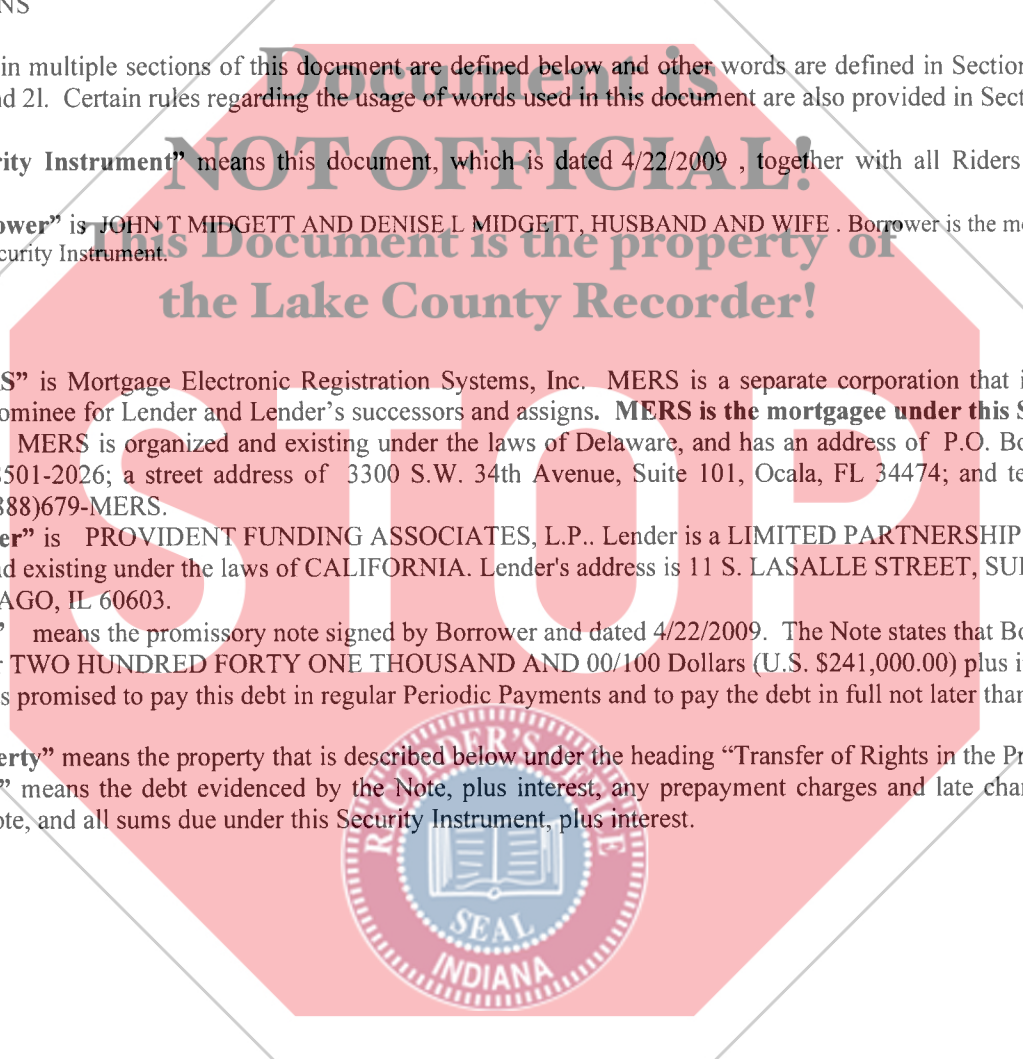 NS
in multiple sections of this document are defined below and other words are defined in Section
nd 2l. Certain rules regarding the usage of words used in this document are also provided in Sect
Document is
NOT OFFICIAL!
This Document is the property of
the Lake County Recorder!
rity Instrument” means this document, which is dated 4/22/2009 , together with all Riders
ower” is JOHN T MIDGETT AND DENISE L MIDGETT, HUSBAND AND WIFE . Borrower is the mo
curity Instrument.
S” is Mortgage Electronic Registration Systems, Inc. MERS is a separate corporation that i
ominee for Lender and Lender’s successors and assigns. MERS is the mortgagee under this S
MERS is organized and existing under the laws of Delaware, and has an address of P.O. Bo
3501-2026; a street address of 3300 S.W. 34th Avenue, Suite 101, Ocala, FL 34474; and te
888)679-MERS.
STOP
er” is PROVIDENT FUNDING ASSOCIATES, L.P.. Lender is a LIMITED PARTNERSHIP
d existing under the laws of CALIFORNIA. Lender's address is 11 S. LASALLE STREET, SUI
AGO, IL 60603.
” means the promissory note signed by Borrower and dated 4/22/2009. The Note states that Bo
r TWO HUNDRED FORTY ONE THOUSAND AND 00/100 Dollars (U.S. $241,000.00) plus i
s promised to pay this debt in regular Periodic Payments and to pay the debt in full not later than
erty” means the property that is described below under the heading “Transfer of Rights in the Pr
” means the debt evidenced by the Note, plus interest, any prepayment charges and late char
ote, and all sums due under this Security Instrument, plus interest.
RECORDER'S OFFICE
SEAL
INDIANA